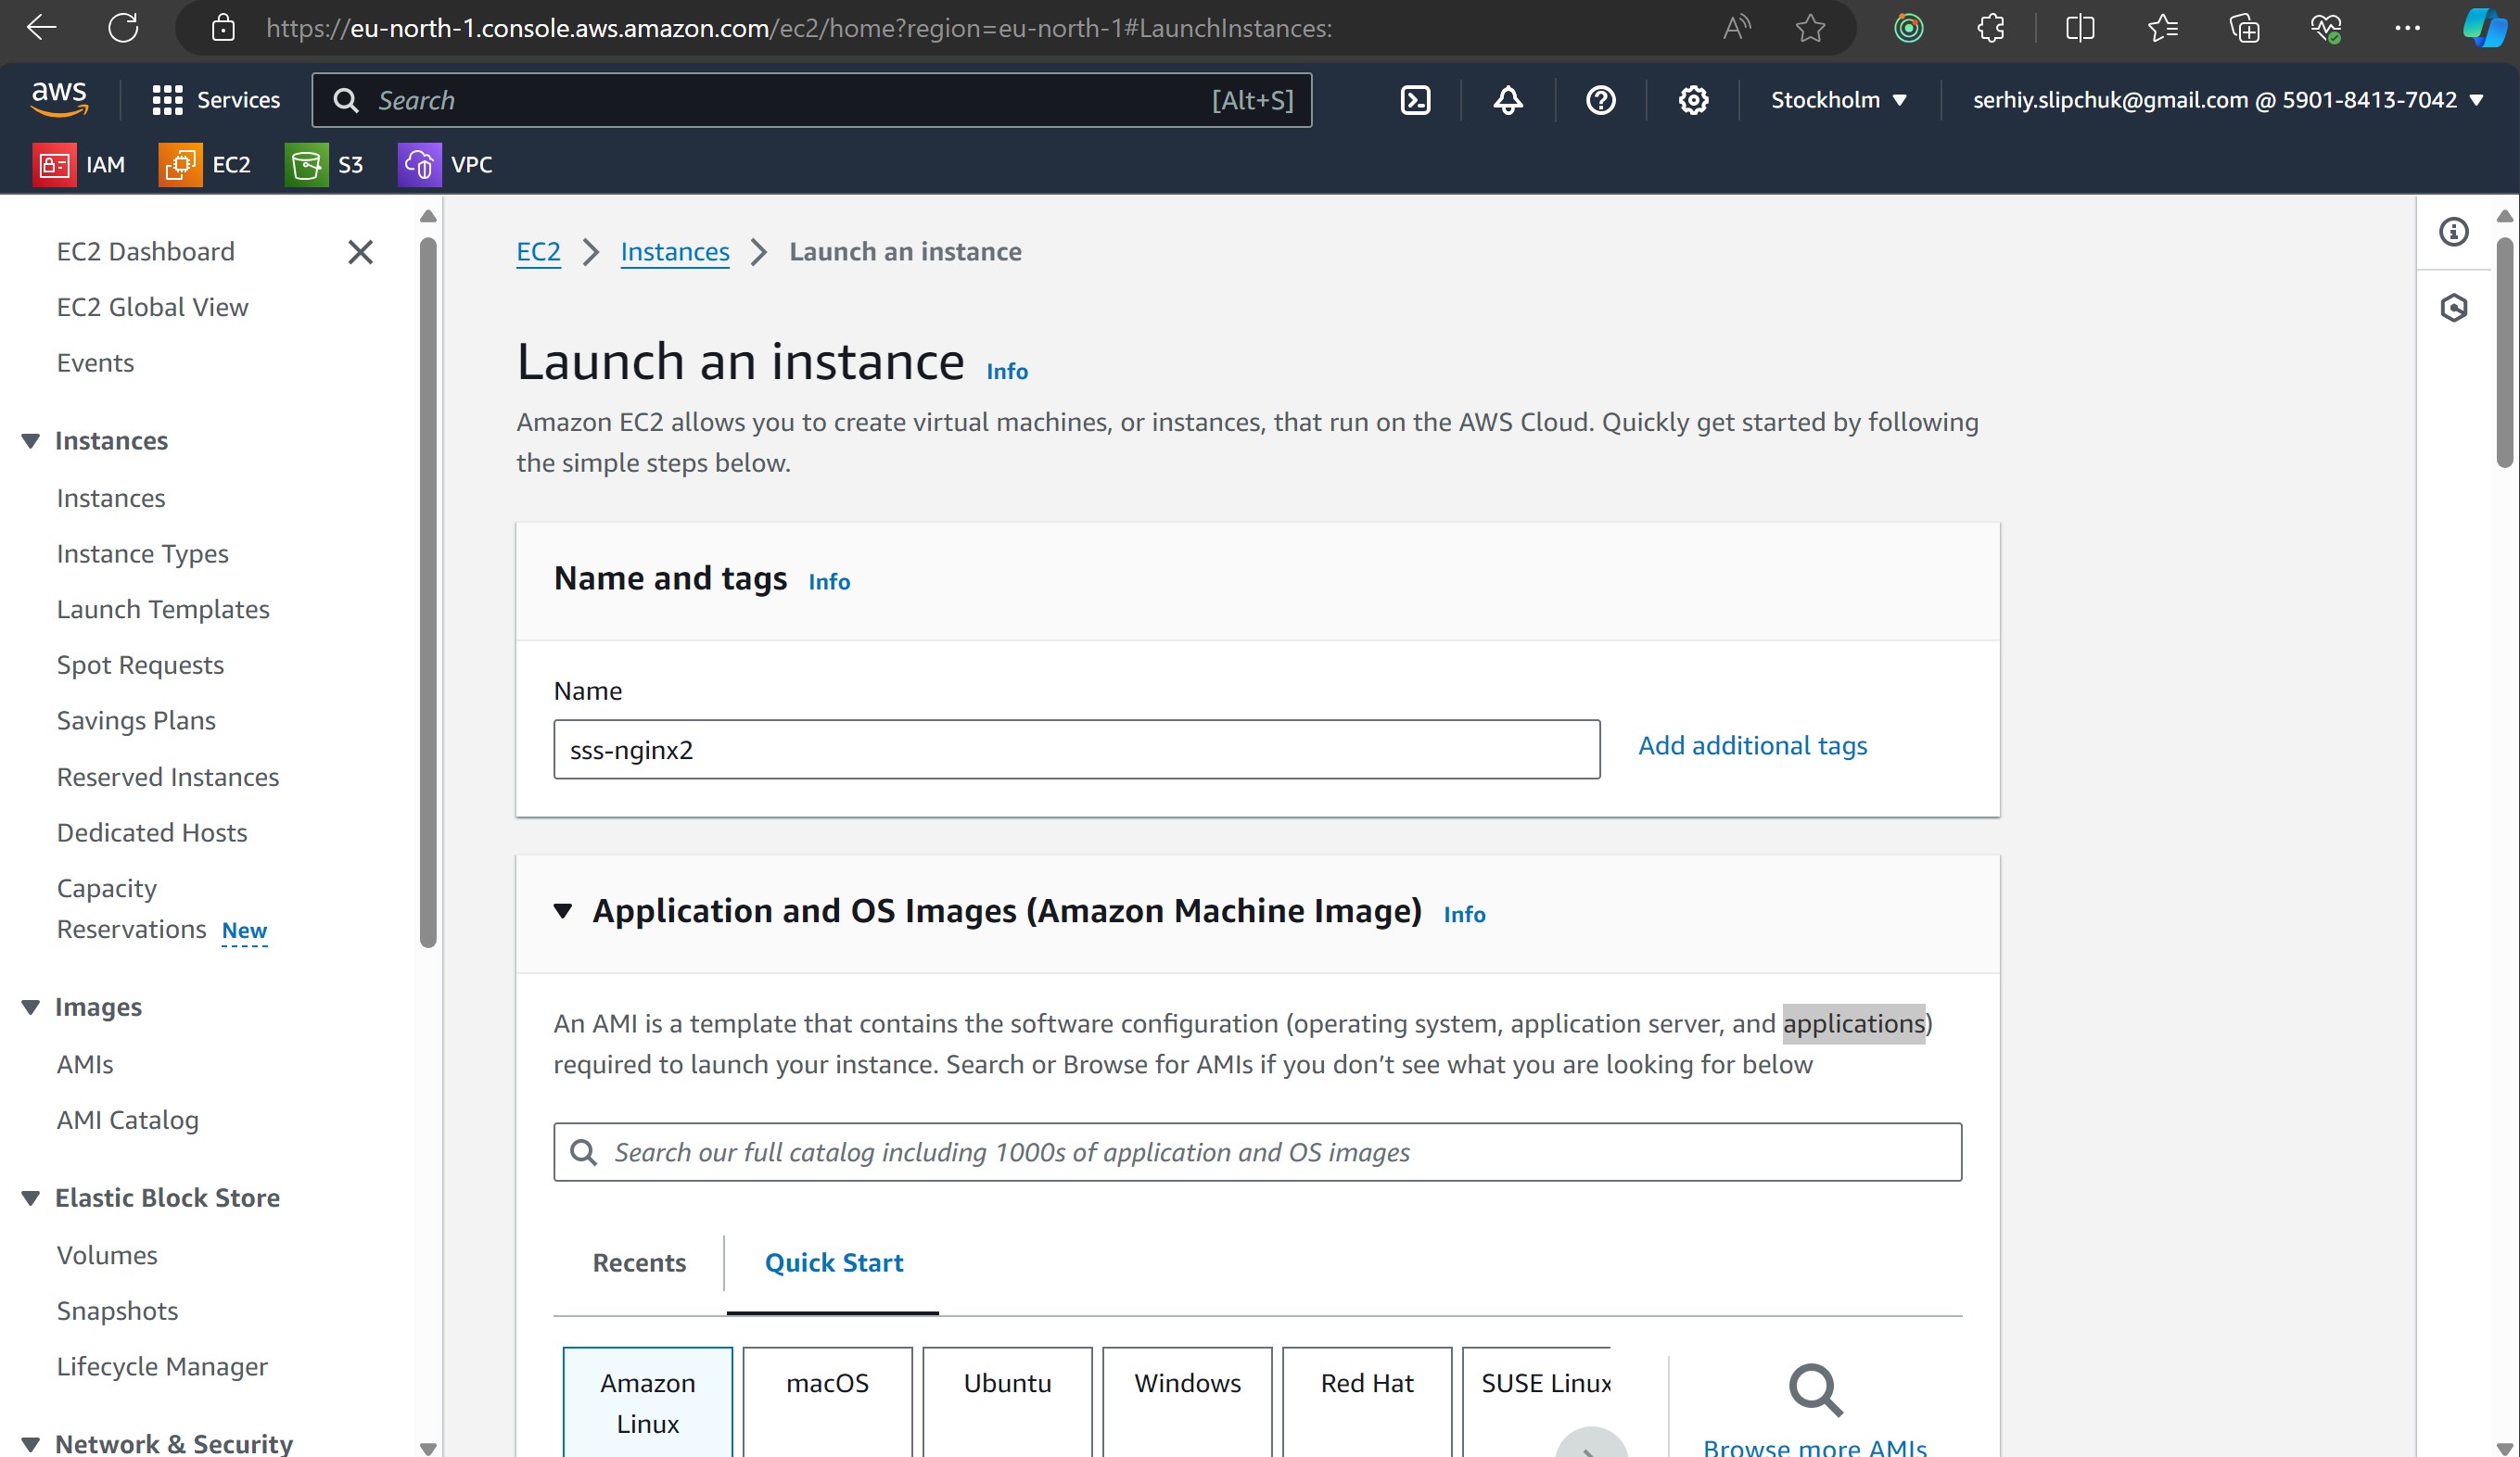 https://eu-north-1.console.aws.amazon.com/ec2/home?region=eu-north-1#LaunchInstances:
aws
Services
Search
[Alt+S]
Stockholm
serhiy.slipchuk@gmail.com @ 5901-8413-7042
IAM
EC2
S3
VPC
EC2 Dashboard
EC2 Global View
Events
Instances
Instances
Instance Types
Launch Templates
Spot Requests
Savings Plans
Reserved Instances
Dedicated Hosts
Capacity
Reservations New
Images
AMIs
AMI Catalog
Elastic Block Store
Volumes
Snapshots
Lifecycle Manager
Network & Security
EC2 > Instances > Launch an instance
Launch an instance Info
Amazon EC2 allows you to create virtual machines, or instances, that run on the AWS Cloud. Quickly get started by following
the simple steps below.
Name and tags Info
Name
sss-nginx2
Add additional tags
Application and OS Images (Amazon Machine Image) Info
An AMI is a template that contains the software configuration (operating system, application server, and applications)
required to launch your instance. Search or Browse for AMIs if you don’t see what you are looking for below
Search our full catalog including 1000s of application and OS images
Recents
Quick Start
Amazon
Linux
macOS
Ubuntu
Windows
Red Hat
SUSE Linux
Browse more AMIs